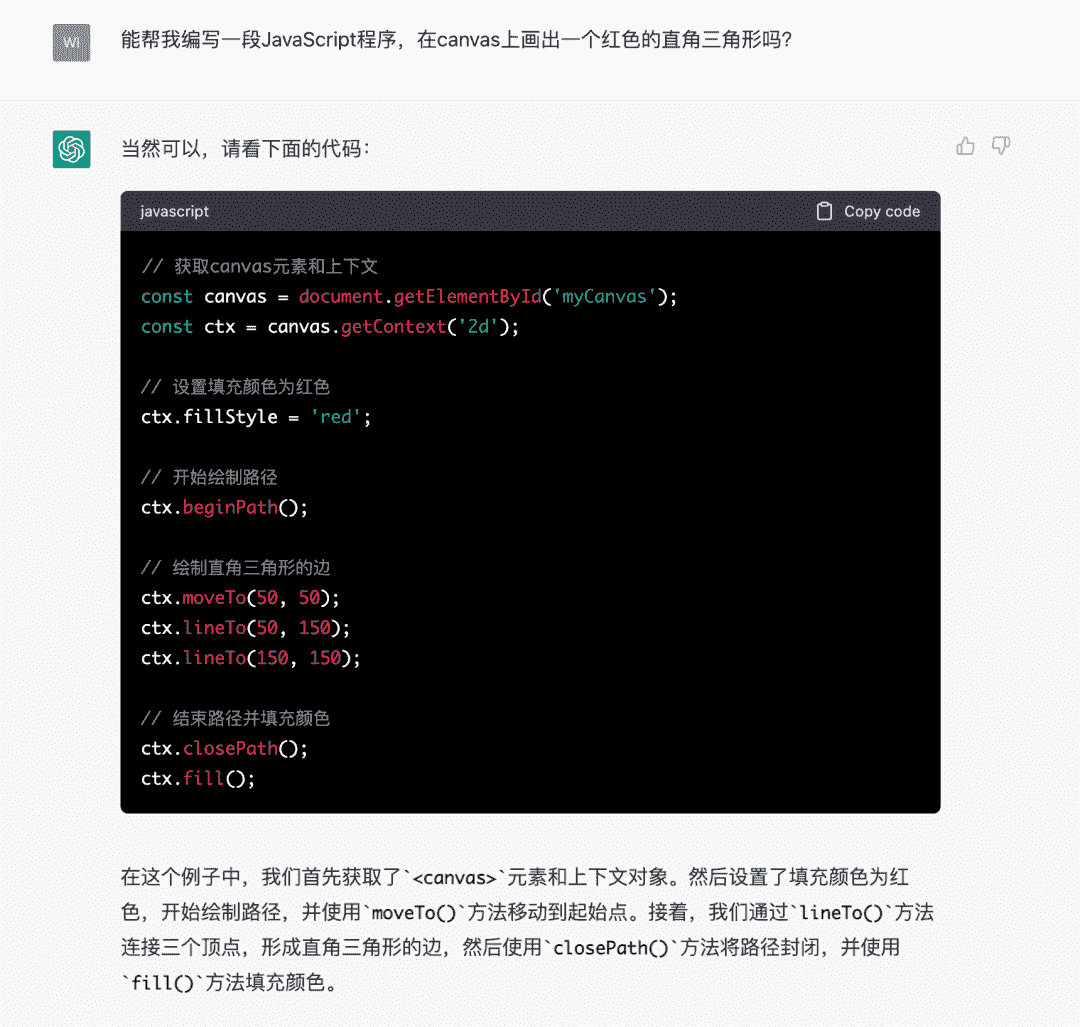 WI
能帮我编写一段JavaScript程序，在canvas上画出一个红色的直角三角形吗？
当然可以，请看下面的代码：
javascript
Copy code
// 获取canvas元素和上下文
const canvas = document.getElementById('myCanvas');
const ctx = canvas.getContext('2d');
// 设置填充颜色为红色
ctx.fillStyle = 'red';
// 开始绘制路径
ctx.beginPath();
// 绘制直角三角形的边
ctx.moveTo(50, 50);
ctx.lineTo(50, 150);
ctx.lineTo(150, 150);
// 结束路径并填充颜色
ctx.closePath();
ctx.fill();
在这个例子中，我们首先获取了`<canvas>`元素和上下文对象。然后设置了填充颜色为红
色，开始绘制路径，并使用`moveTo()`方法移动到起始点。接着，我们通过`lineTo()`方法
连接三个顶点，形成直角三角形的边，然后使用`closePath()`方法将路径封闭，并使用
`fill()`方法填充颜色。